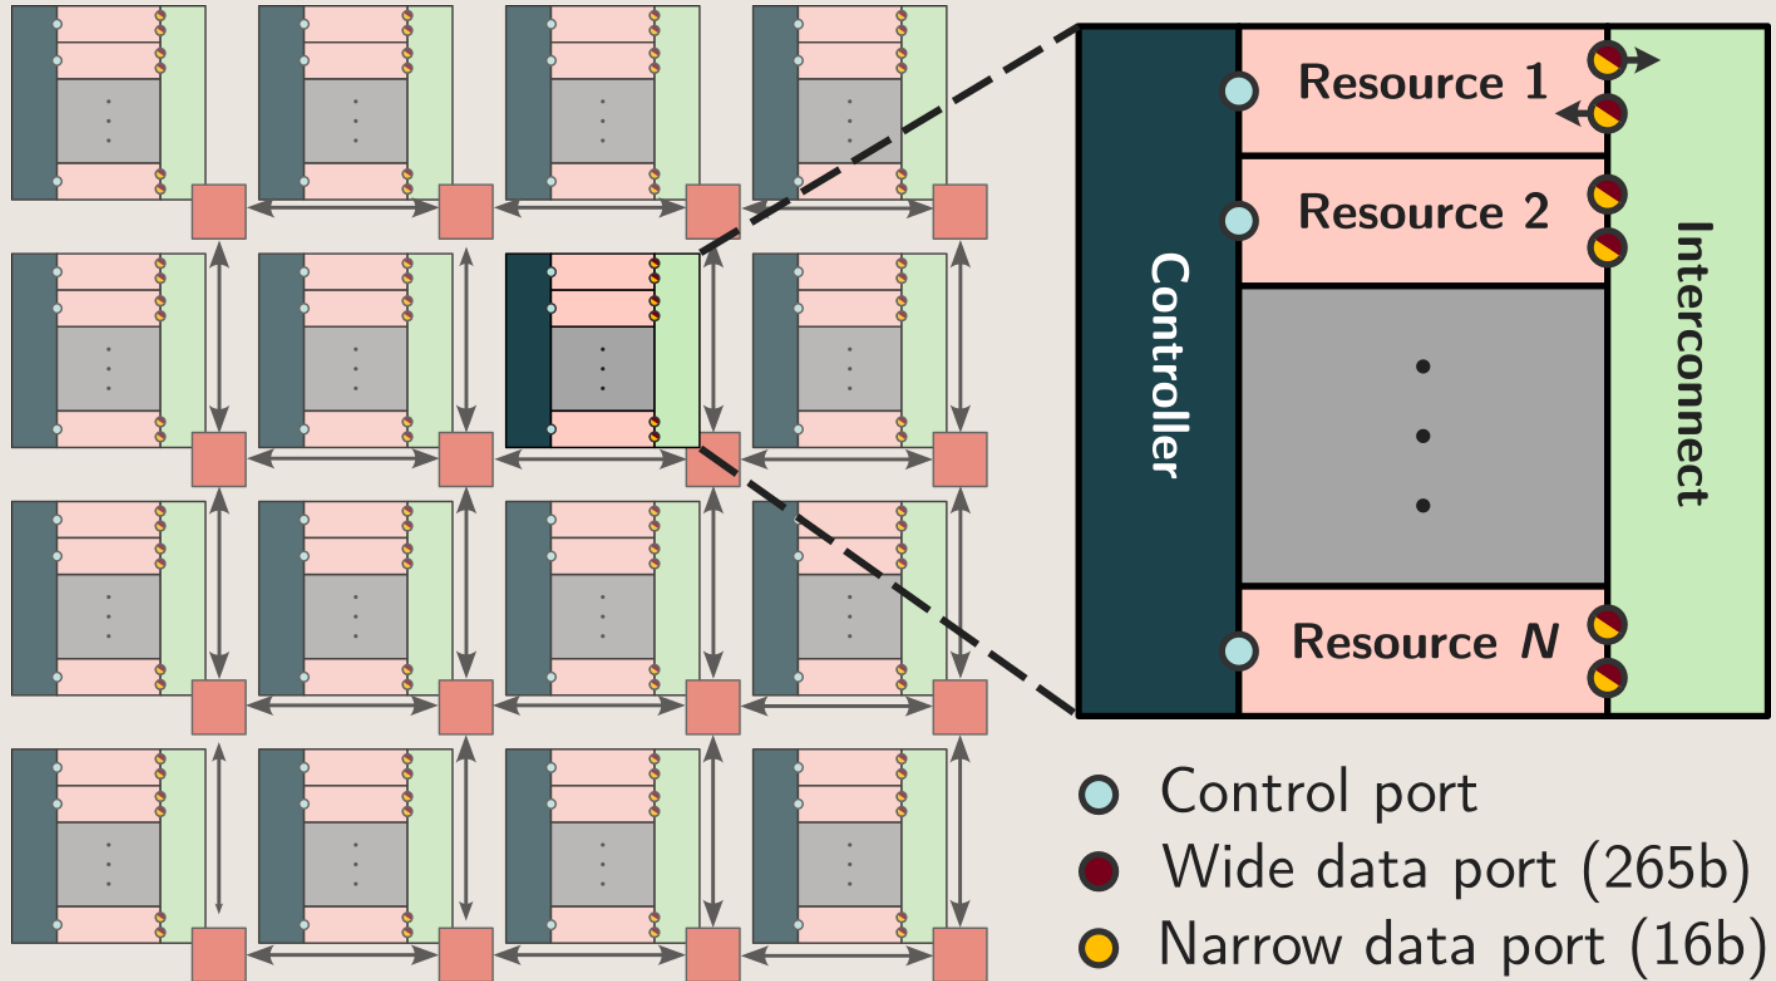 Resource 1
Resource 2
Controller
Interconnect
Resource N
Control port
Wide data port (265b)
Narrow data port (16b)